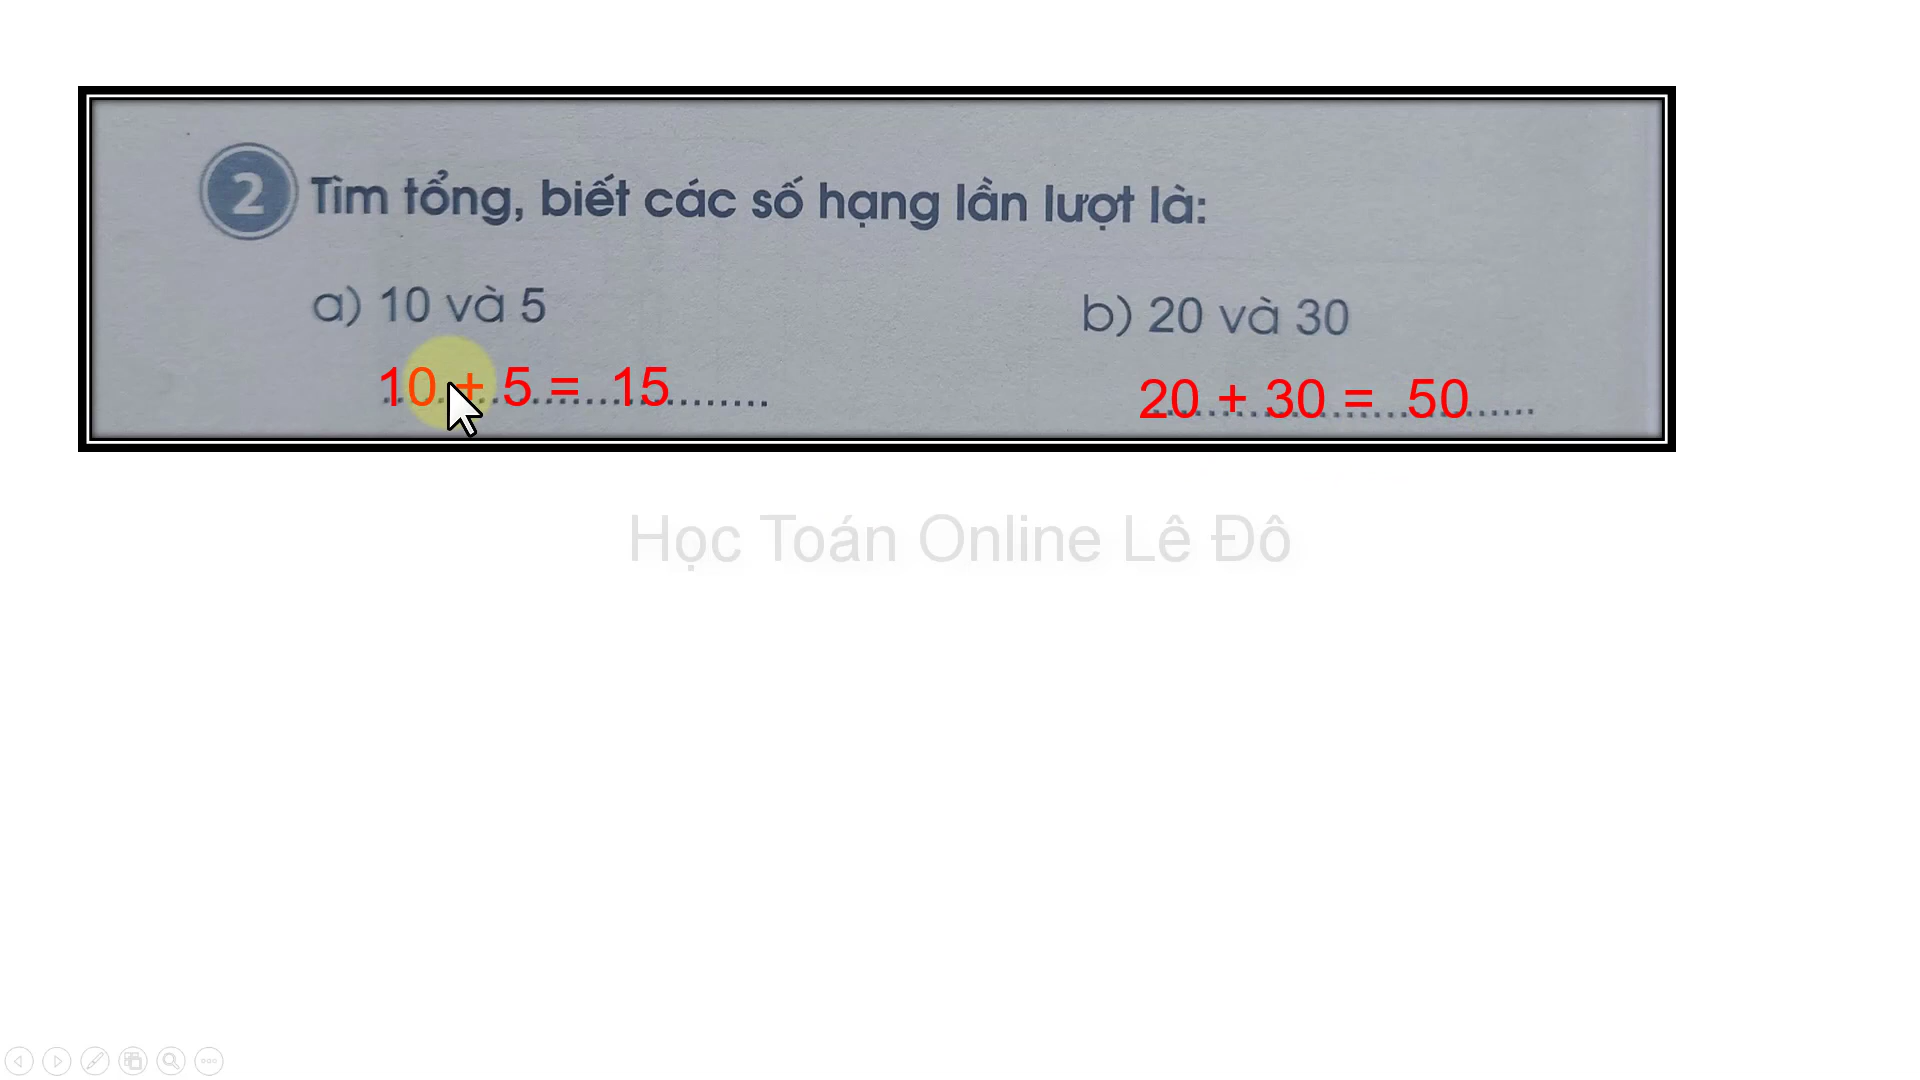 2 Tìm tổng, biết các số hạng lần lượt là:
a) 10 và 5
b) 20 và 30
10 + 5 = 15
20 + 30 = 50
Học Toán Online Lê Đô